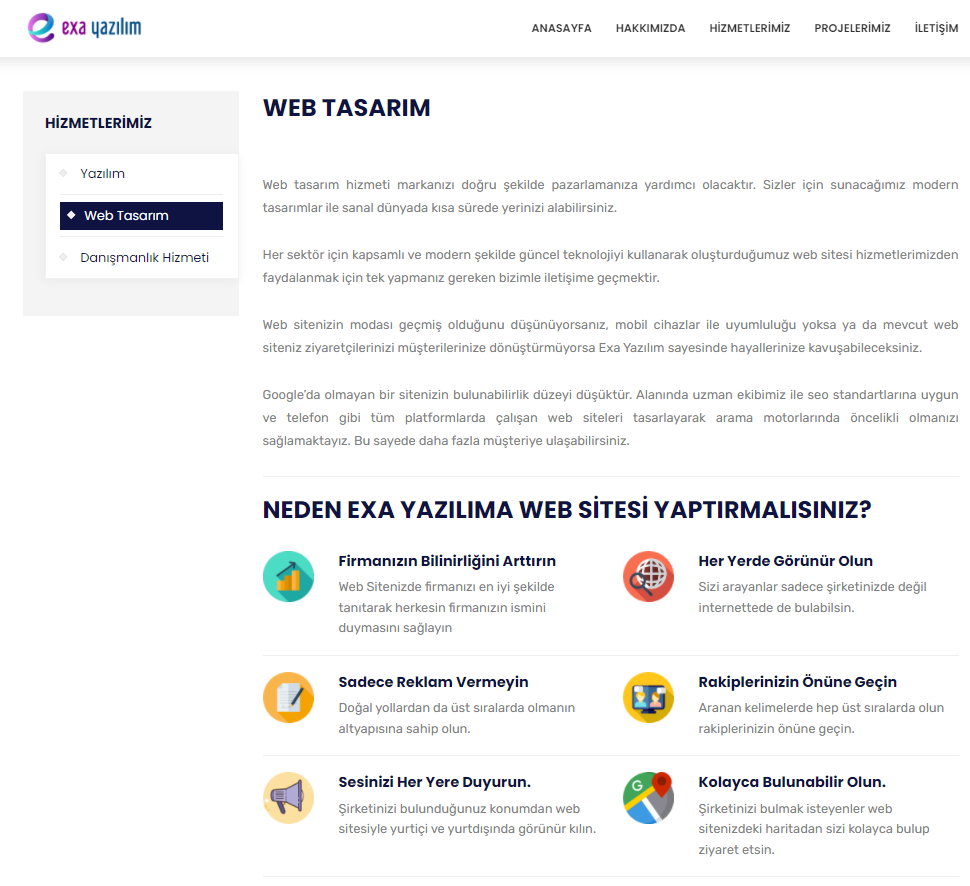 exa yazılım
ANASAYFA
HAKKIMIZDA
HİZMETLERİMİZ
PROJELERİMİZ
İLETİŞİM
HİZMETLERİMİZ
Yazılım
Web Tasarım
Danışmanlık Hizmeti
WEB TASARIM
Web tasarım hizmeti markanızı doğru şekilde pazarlamanıza yardımcı olacaktır. Sizler için sunacağımız modern
tasarımlar ile sanal dünyada kısa sürede yerinizi alabilirsiniz.
Her sektör için kapsamlı ve modern şekilde güncel teknolojiyi kullanarak oluşturduğumuz web sitesi hizmetlerimizden
faydalanmak için tek yapmanız gereken bizimle iletişime geçmektir.
Web sitenizin modası geçmiş olduğunu düşünüyorsanız, mobil cihazlar ile uyumluluğu yoksa ya da mevcut web
siteniz ziyaretçilerinizi müşterilerinize dönüştürmüyorsa Exa Yazılım sayesinde hayallerinize kavuşabileceksiniz.
Google'da olmayan bir sitenizin bulunabilirlik düzeyi düşüktür. Alanında uzman ekibimiz ile seo standartlarına uygun
ve telefon gibi tüm platformlarda çalışan web siteleri tasarlayarak arama motorlarında öncelikli olmanızı
sağlamaktayız. Bu sayede daha fazla müşteriye ulaşabilirsiniz.
NEDEN EXA YAZILIMA WEB SİTESİ YAPTIRMALISINIZ?
Firmanızın Bilinirliğini Arttırın
Web Sitenizde firmanızı en iyi şekilde
tanıtarak herkesin firmanızın ismini
duymasını sağlayın
Her Yerde Görünür Olun
Sizi arayanlar sadece şirketinizde değil
internettede de bulabilsin.
Sadece Reklam Vermeyin
Doğal yollardan da üst sıralarda olmanın
altyapısına sahip olun.
Rakiplerinizin Önüne Geçin
Aranan kelimelerde hep üst sıralarda olun
rakiplerinizin önüne geçin.
Sesinizi Her Yere Duyurun.
Şirketinizi bulunduğunuz konumdan web
sitesiyle yurtiçi ve yurtdışında görünür kılın.
G
Kolayca Bulunabilir Olun.
Şirketinizi bulmak isteyenler web
sitenizdeki haritadan sizi kolayca bulup
ziyaret etsin.